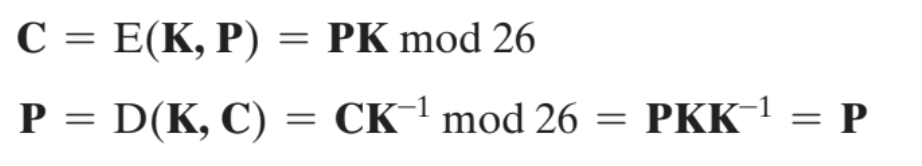 C = E(K, P) = PK mod 26
P = D(K, C) = CK⁻¹ mod 26 = PKK⁻¹ = P